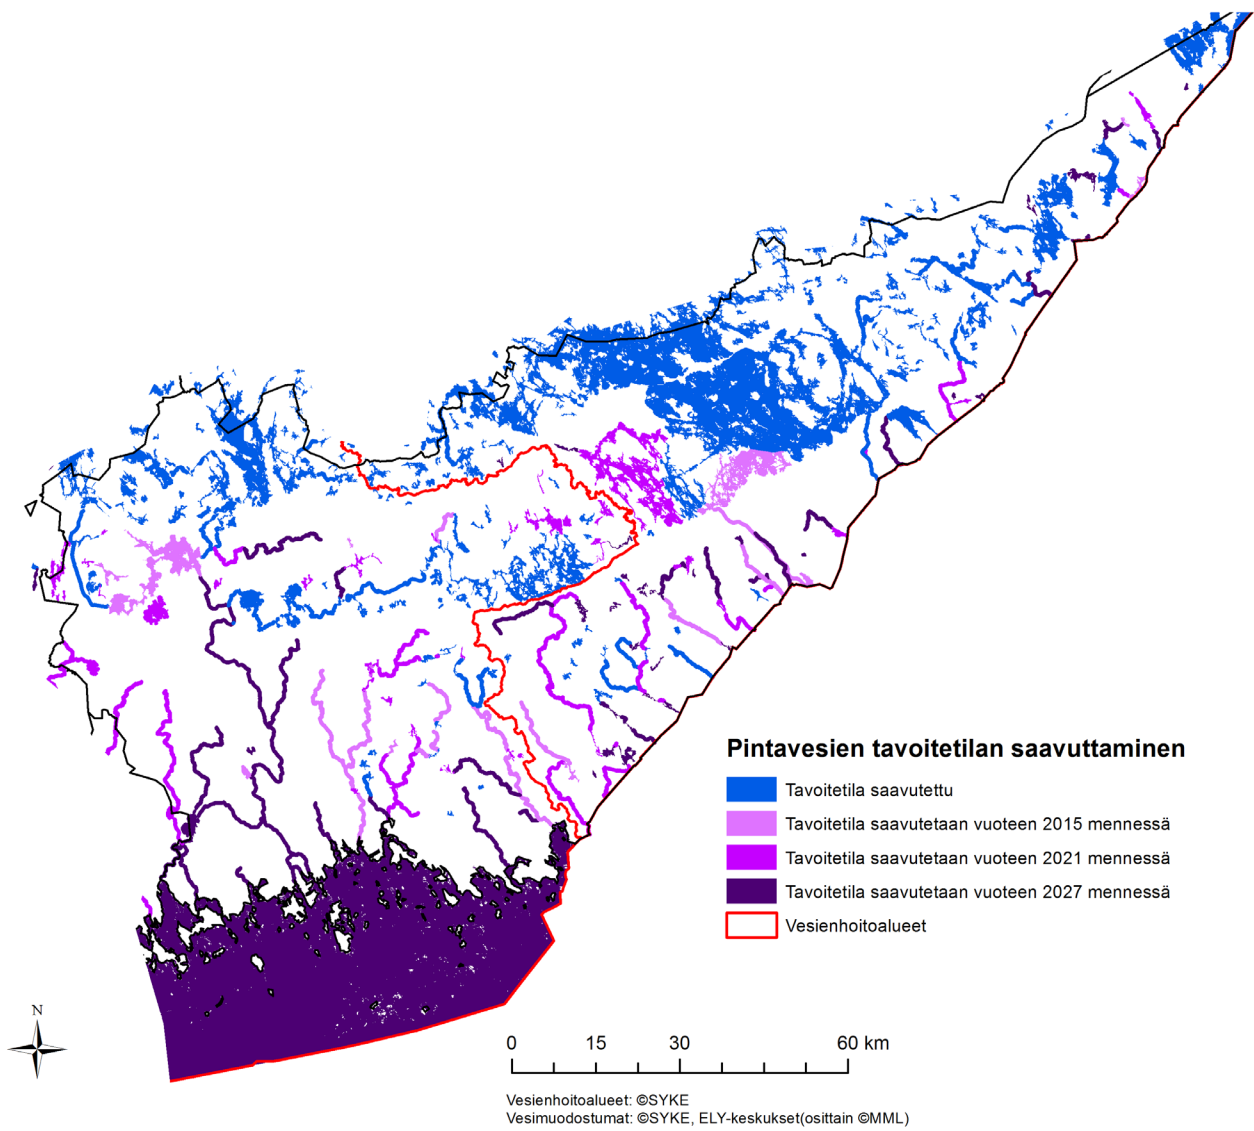 Pintavesien tavoitetilan saavuttaminen
Tavoitetila saavutettu
Tavoitetila saavutetaan vuoteen 2015 mennessä
Tavoitetila saavutetaan vuoteen 2021 mennessä
Tavoitetila saavutetaan vuoteen 2027 mennessä
Vesienhoitoalueet
N
0 15 30 60 km
Vesienhoitoalueet: ©SYKE
Vesimuodostumat: ©SYKE, ELY-keskukset(osittain ©MML)